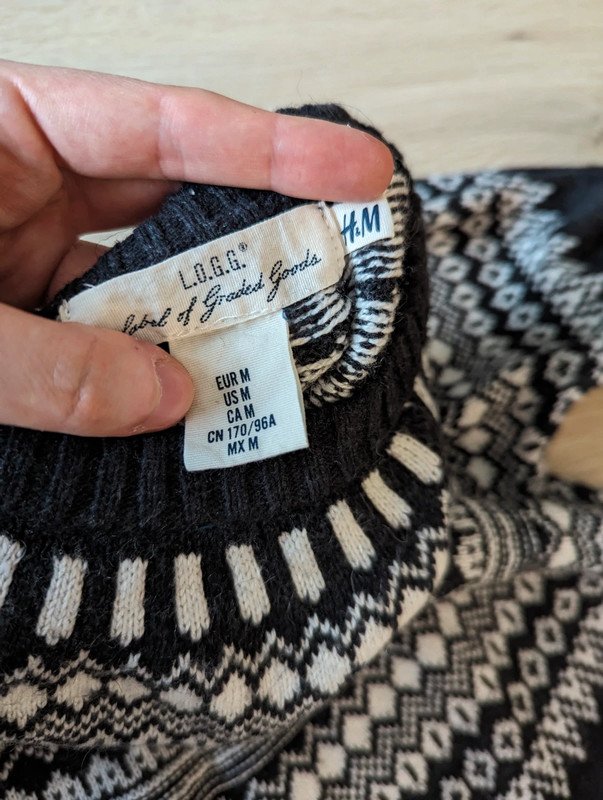 L.O.G.G.®
Label of Graded Goods
H&M
EUR M
US M
CA M
CN 170/96A
MX M